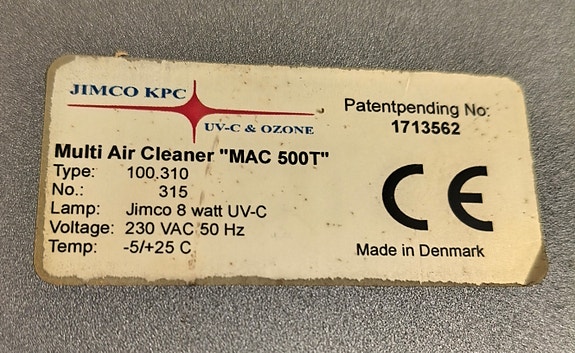 JIMCO KPC
UV-C & OZONE
Patentpending No:
1713562
Multi Air Cleaner "MAC 500T"
Type: 100.310
No.: 315
Lamp: Jimco 8 watt UV-C
Voltage: 230 VAC 50 Hz
Temp: -5/+25 C
CE
Made in Denmark